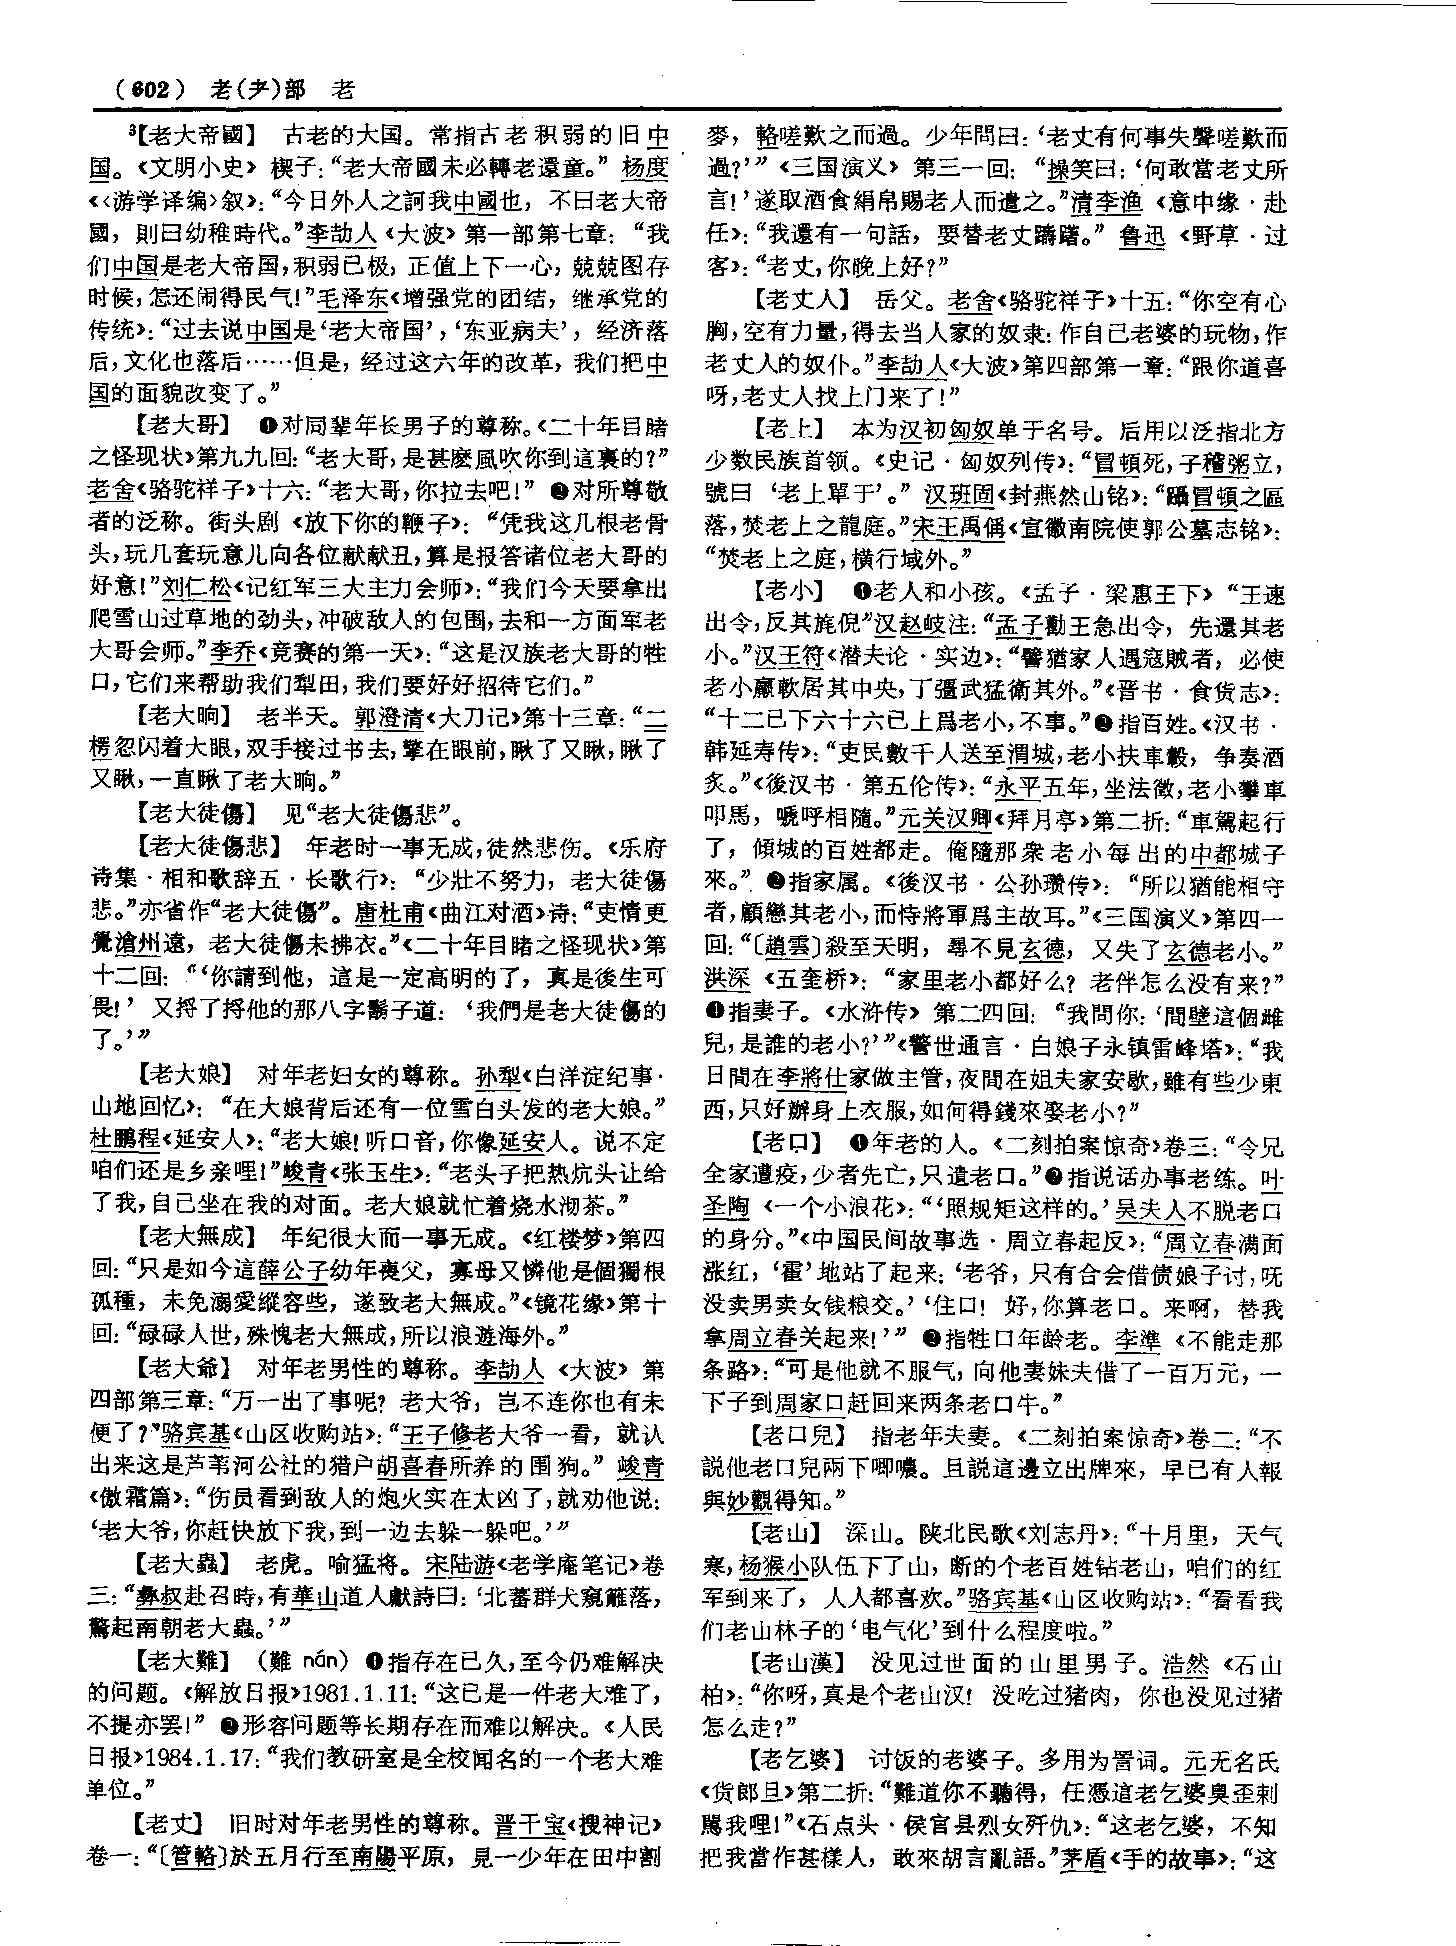 （602） 老(耂)部 老
³【老大帝國】 古老的大国。常指古老积弱的旧中
国。《文明小史》楔子：“老大帝國未必轉老還童。”杨度
《〈游学译编〉叙》：“今日外人之訶我中國也，不曰老大帝
國，則曰幼稚時代。”李劼人《大波》第一部第七章：“我
们中国是老大帝国，积弱已极，正值上下一心，兢兢图存
时候，怎还闹得民气！”毛泽东《增强党的团结，继承党的
传统》：“过去说中国是‘老大帝国’，‘东亚病夫’，经济落
后，文化也落后……但是，经过这六年的改革，我们把中
国的面貌改变了。”
【老大哥】 ❶对同辈年长男子的尊称。《二十年目睹
之怪现状》第九九回：“老大哥，是甚麽風吹你到這裏的？”
老舍《骆驼祥子》十六：“老大哥，你拉去吧！” ❷对所尊敬
者的泛称。街头剧《放下你的鞭子》：“凭我这几根老骨
头，玩几套玩意儿向各位献献丑，算是报答诸位老大哥的
好意！”刘仁松《记红军三大主力会师》：“我们今天要拿出
爬雪山过草地的劲头，冲破敌人的包围，去和一方面军老
大哥会师。”李乔《竞赛的第一天》：“这是汉族老大哥的牲
口，它们来帮助我们犁田，我们要好好招待它们。”
【老大晌】 老半天。郭澄清《大刀记》第十三章：“二
楞忽闪着大眼，双手接过书去，擎在眼前，瞅了又瞅，瞅了
又瞅，一直瞅了老大晌。”
【老大徒傷】 见“老大徒傷悲”。
【老大徒傷悲】 年老时一事无成，徒然悲伤。《乐府
诗集·相和歌辞五·长歌行》：“少壯不努力，老大徒傷
悲。”亦省作“老大徒傷”。唐杜甫《曲江对酒》诗：“吏情更
覺滄州遠，老大徒傷未拂衣。”《二十年目睹之怪现状》第
十二回：“‘你請到他，這是一定高明的了，真是後生可
畏！’又捋了捋他的那八字鬍子道：‘我們是老大徒傷的
了。’”
【老大娘】 对年老妇女的尊称。孙犁《白洋淀纪事·
山地回忆》：“在大娘背后还有一位雪白头发的老大娘。”
杜鹏程《延安人》：“老大娘！听口音，你像延安人。说不定
咱们还是乡亲哩！”峻青《张玉生》：“老头子把热炕头让给
了我，自己坐在我的对面。老大娘就忙着烧水沏茶。”
【老大無成】 年纪很大而一事无成。《红楼梦》第四
回：“只是如今這薛公子幼年喪父，寡母又憐他是個獨根
孤種，未免溺愛縱容些，遂致老大無成。”《镜花缘》第十
回：“碌碌人世，殊愧老大無成，所以浪遊海外。”
【老大爺】 对年老男性的尊称。李劼人《大波》第
四部第三章：“万一出了事呢？老大爷，岂不连你也有未
便了？”骆宾基《山区收购站》：“王子修老大爷一看，就认
出来这是芦苇河公社的猎户胡喜春所养的围狗。”峻青
《傲霜篇》：“伤员看到敌人的炮火实在太凶了，就劝他说：
‘老大爷，你赶快放下我，到一边去躲一躲吧。’”
【老大蟲】 老虎。喻猛将。宋陆游《老学庵笔记》卷
三：“彝叔赴召時，有華山道人獻詩曰：‘北蕃群犬窺籬落，
驚起南朝老大蟲。’”
【老大難】 （難 nán）❶指存在已久，至今仍难解决
的问题。《解放日报》1981.1.11：“这已是一件老大难了，
不提亦罢！” ❷形容问题等长期存在而难以解决。《人民
日报》1984.1.17：“我们教研室是全校闻名的一个老大难
单位。”
【老丈】 旧时对年老男性的尊称。晋干宝《搜神记》
卷一：“〔管輅〕於五月行至南陽平原，見一少年在田中割
麥，輅嗟歎之而過。少年問曰：‘老丈有何事失聲嗟歎而
過？’”《三国演义》第三一回：“操笑曰：‘何敢當老丈所
言！’遂取酒食絹帛賜老人而遣之。”清李渔《意中缘·赴
任》：“我還有一句話，要替老丈躊躇。”鲁迅《野草·过
客》：“老丈，你晚上好？”
【老丈人】 岳父。老舍《骆驼祥子》十五：“你空有心
胸，空有力量，得去当人家的奴隶：作自己老婆的玩物，作
老丈人的奴仆。”李劼人《大波》第四部第一章：“跟你道喜
呀，老丈人找上门来了！”
【老上】 本为汉初匈奴单于名号。后用以泛指北方
少数民族首领。《史记·匈奴列传》：“冒頓死，子稽粥立，
號曰‘老上單于’。”汉班固《封燕然山铭》：“躡冒頓之區
落，焚老上之龍庭。”宋王禹偁《宣徽南院使郭公墓志铭》：
“焚老上之庭，横行域外。”
【老小】 ❶老人和小孩。《孟子·梁惠王下》“王速
出令，反其旄倪”汉赵岐注：“孟子勸王急出令，先還其老
小。”汉王符《潜夫论·实边》：“譬猶家人遇寇賊者，必使
老小羸軟居其中央，丁彊武猛衛其外。”《晋书·食货志》：
“十二已下六十六已上爲老小，不事。” ❷指百姓。《汉书·
韩延寿传》：“吏民數千人送至渭城，老小扶車轂，争奏酒
炙。”《後汉书·第五伦传》：“永平五年，坐法徵，老小攀車
叩馬，嗁呼相隨。”元关汉卿《拜月亭》第二折：“車駕起行
了，傾城的百姓都走。俺隨那衆老小每出的中都城子
來。” ❸指家属。《後汉书·公孙瓒传》：“所以猶能相守
者，顧戀其老小，而恃將軍爲主故耳。”《三国演义》第四一
回：“〔趙雲〕殺至天明，尋不見玄德，又失了玄德老小。”
洪深《五奎桥》：“家里老小都好么？老伴怎么没有来？”
❹指妻子。《水浒传》第二四回：“我問你：‘間壁這個雌
兒，是誰的老小？’”《警世通言·白娘子永镇雷峰塔》：“我
日間在李將仕家做主管，夜間在姐夫家安歇，雖有些少東
西，只好辦身上衣服，如何得錢來娶老小？”
【老口】 ❶年老的人。《二刻拍案惊奇》卷三：“令兄
全家遭疫，少者先亡，只遺老口。” ❷指说话办事老练。叶
圣陶《一个小浪花》：“‘照规矩这样的。’吴夫人不脱老口
的身分。”《中国民间故事选·周立春起反》：“周立春满面
涨红，‘霍’地站了起来：‘老爷，只有合会借债娘子讨，呒
没卖男卖女钱粮交。’‘住口！好，你算老口。来啊，替我
拿周立春关起来！’” ❸指牲口年龄老。李準《不能走那
条路》：“可是他就不服气，向他妻妹夫借了一百万元，一
下子到周家口赶回来两条老口牛。”
【老口兒】 指老年夫妻。《二刻拍案惊奇》卷二：“不
説他老口兒兩下唧噥。且説這邊立出牌來，早已有人報
與妙觀得知。”
【老山】 深山。陕北民歌《刘志丹》：“十月里，天气
寒，杨猴小队伍下了山，断的个老百姓钻老山，咱们的红
军到来了，人人都喜欢。”骆宾基《山区收购站》：“看看我
们老山林子的‘电气化’到什么程度啦。”
【老山漢】 没见过世面的山里男子。浩然《石山
柏》：“你呀，真是个老山汉！没吃过猪肉，你也没见过猪
怎么走？”
【老乞婆】 讨饭的老婆子。多用为詈词。元无名氏
《货郎旦》第二折：“難道你不聽得，任憑這老乞婆臭歪剌
駡我哩！”《石点头·侯官县烈女歼仇》：“这老乞婆，不知
把我當作甚樣人，敢來胡言亂語。”茅盾《手的故事》：“这